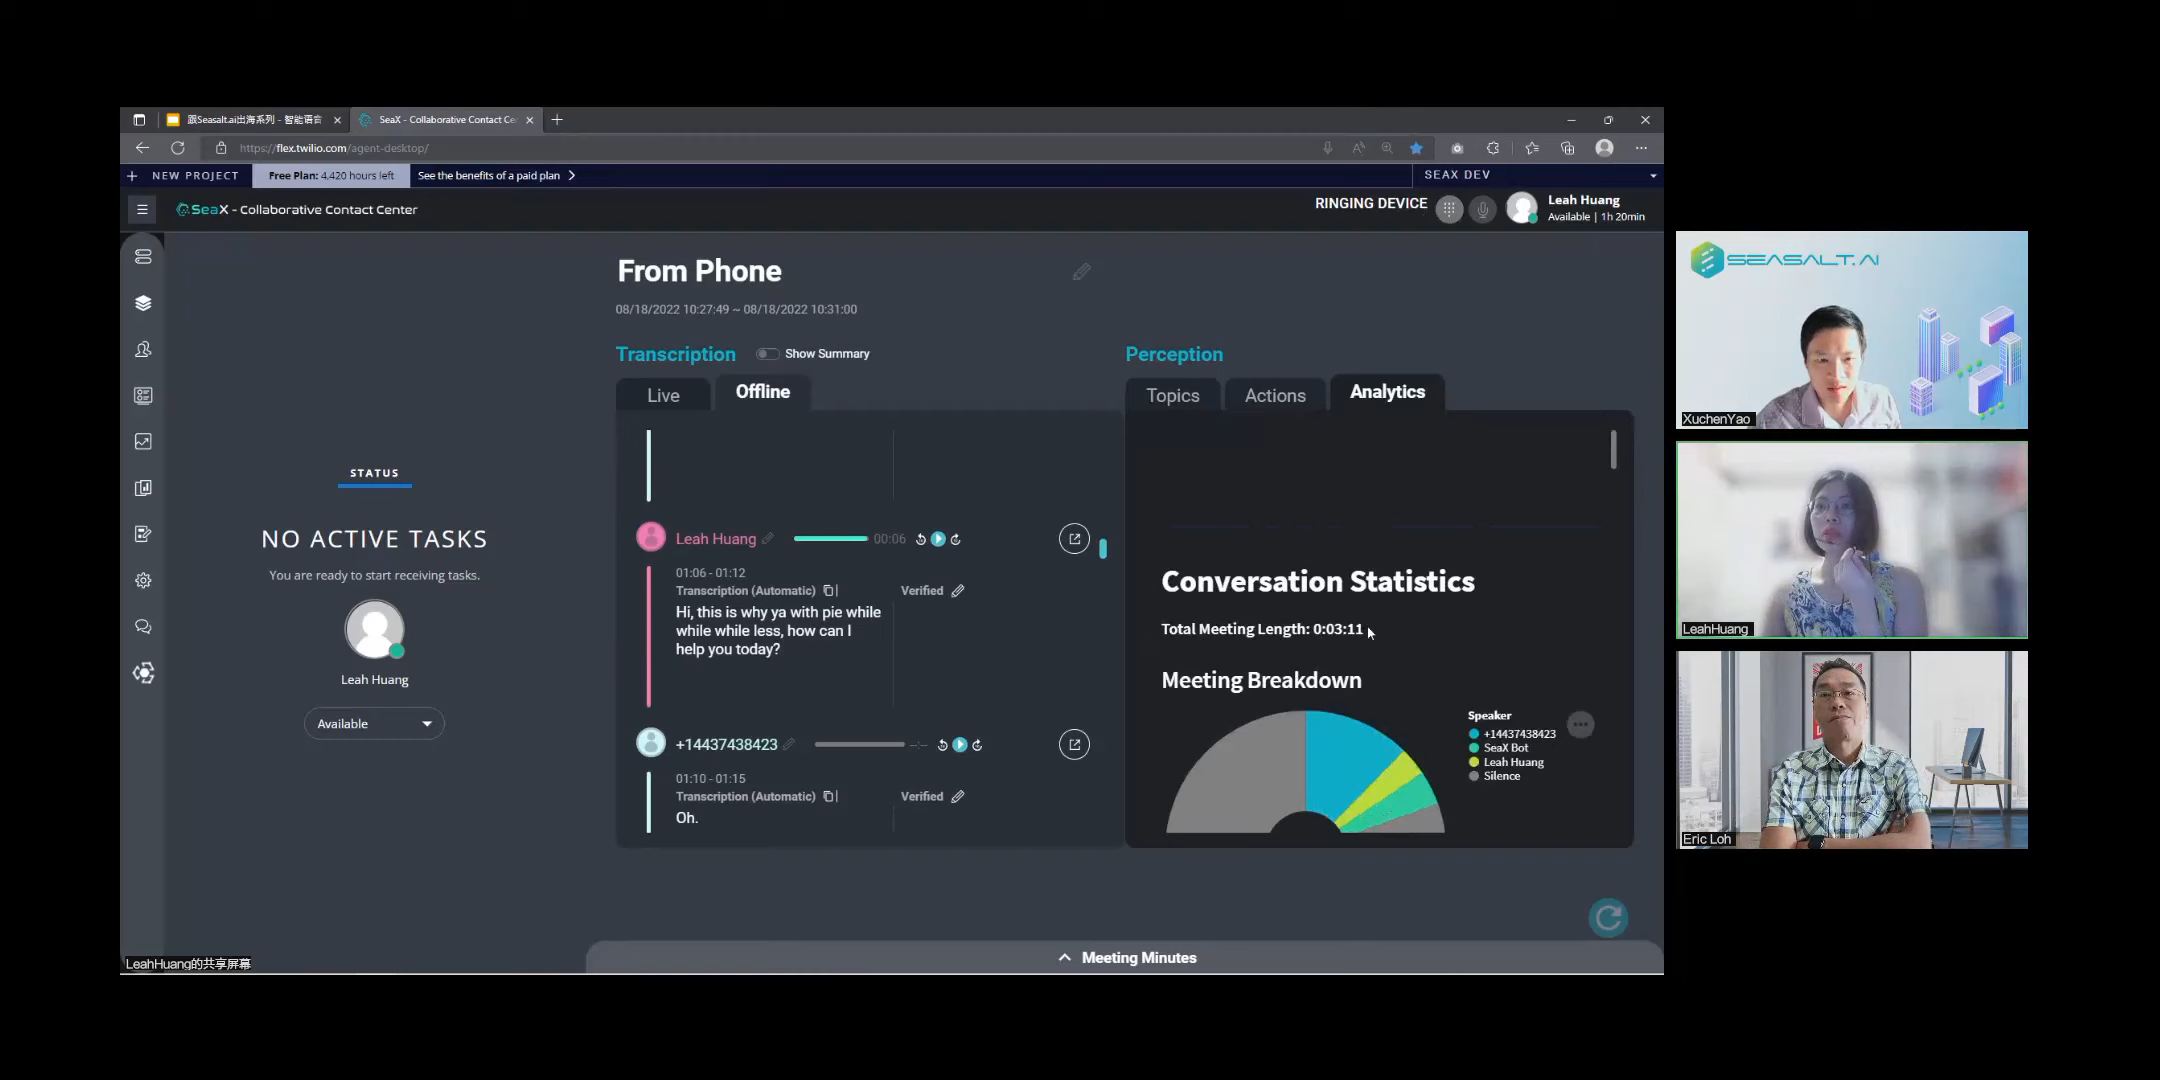 跟Seasalt.ai出海系列 - 智能语言
SeaX - Collaborative Contact Ce
https://flex.twilio.com/agent-desktop/
NEW PROJECT
Free Plan: 4,420 hours left
See the benefits of a paid plan
SEAX DEV
SeaX - Collaborative Contact Center
RINGING DEVICE
Leah Huang
Available | 1h 20min
From Phone
08/18/2022 10:27:49 ~ 08/18/2022 10:31:00
Transcription
Show Summary
Live
Offline
Leah Huang
00:06
01:06 - 01:12
Transcription (Automatic)
Verified
Hi, this is why ya with pie while
while while less, how can I
help you today?
+14437438423
--:--
01:10 - 01:15
Transcription (Automatic)
Verified
Oh.
Perception
Topics
Actions
Analytics
Conversation Statistics
Total Meeting Length: 0:03:11
Meeting Breakdown
Speaker
+14437438423
SeaX Bot
Leah Huang
Silence
STATUS
NO ACTIVE TASKS
You are ready to start receiving tasks.
Leah Huang
Available
Meeting Minutes
LeahHuang的共享屏幕
SEASALT.AI
XuchenYao
LeahHuang
Eric Loh